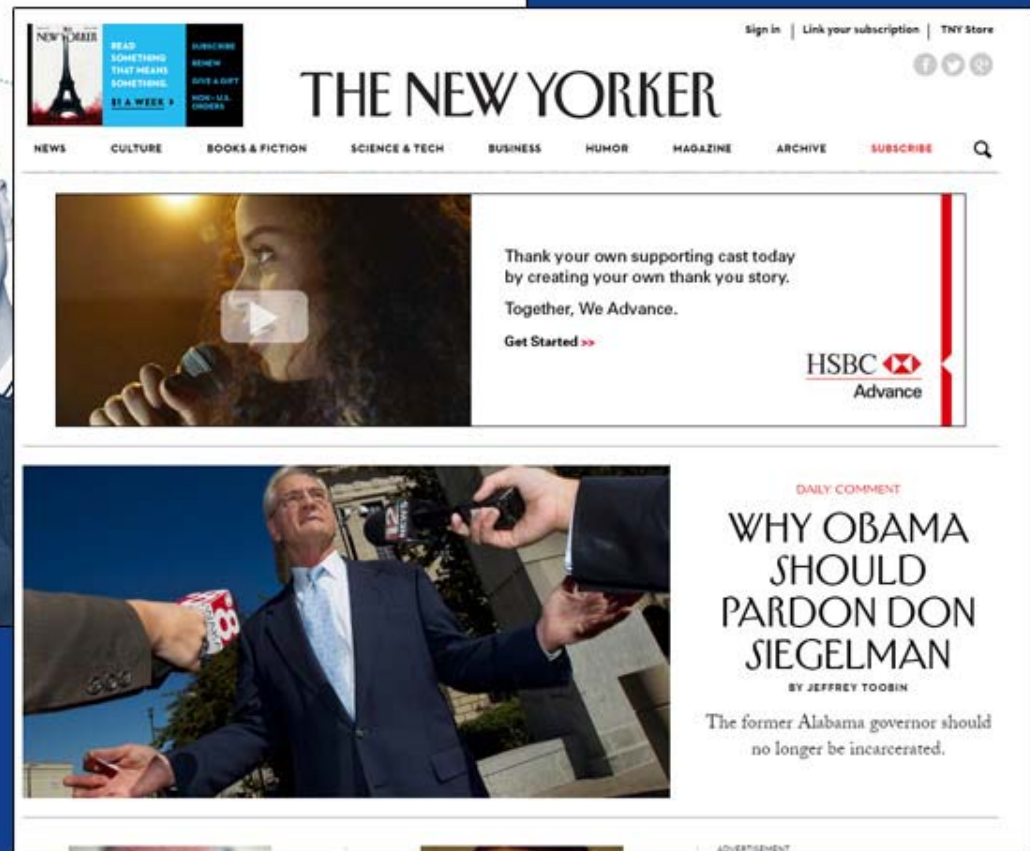 NEW YORKER
READ
SOMETHING
THAT MEANS
SOMETHING.
$1 A WEEK >
SUBSCRIBE
RENEW
GIVE A GIFT
NON-U.S.
ORDERS
Sign in | Link your subscription | TNY Store
THE NEW YORKER
NEWS CULTURE BOOKS & FICTION SCIENCE & TECH BUSINESS HUMOR MAGAZINE ARCHIVE SUBSCRIBE
Thank your own supporting cast today
by creating your own thank you story.
Together, We Advance.
Get Started >>
HSBC
Advance
12
NEWS
8
DAILY COMMENT
WHY OBAMA
SHOULD
PARDON DON
SIEGELMAN
BY JEFFREY TOOBIN
The former Alabama governor should
no longer be incarcerated.
ADVERTISEMENT